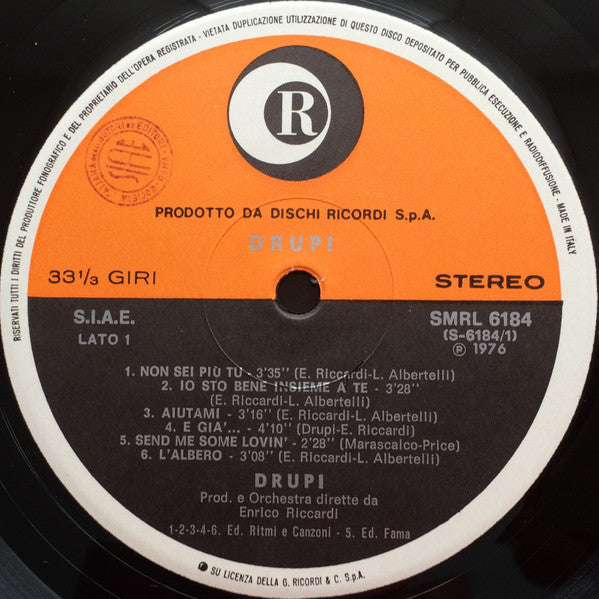 RISERVATI TUTTI I DIRITTI DEL PRODUTTORE FONOGRAFICO E DEL PROPRIETARIO DELL'OPERA REGISTRATA - VIETATA DUPLICAZIONE UTILIZZAZIONE DI QUESTO DISCO DEPOSITATO PER PUBBLICA ESECUZIONE E RADIODIFFUSIONE - MADE IN ITALY
R
SIAE
PRODOTTO DA DISCHI RICORDI S.p.A.
DRUPI
33 1/3 GIRI
STEREO
S.I.A.E.
LATO 1
SMRL 6184
(S-6184/1)
℗ 1976
1. NON SEI PIÙ TU - 3'35'' (E. Riccardi-L. Albertelli)
2. IO STO BENE INSIEME A TE - 3'28''
(E. Riccardi-L. Albertelli)
3. AIUTAMI - 3'16'' (E. Riccardi-L. Albertelli)
4. E GIA'... - 4'10'' (Drupi-E. Riccardi)
5. SEND ME SOME LOVIN' - 2'28'' (Marascalco-Price)
6. L'ALBERO - 3'08'' (E. Riccardi-L. Albertelli)
DRUPI
Prod. e Orchestra dirette da
Enrico Riccardi
1-2-3-4-6. Ed. Ritmi e Canzoni - 5. Ed. Fama
SU LICENZA DELLA G. RICORDI & C. S.p.A.